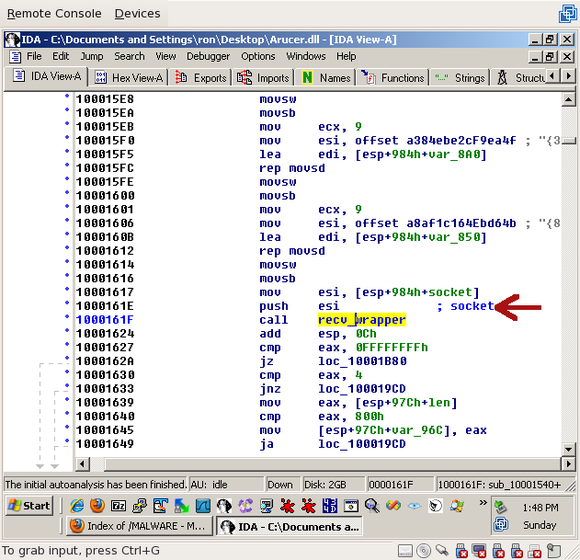 Remote Console Devices
IDA - C:\Documents and Settings\ron\Desktop\Arucer.dll - [IDA View-A]
File Edit Jump Search View Debugger Options Windows Help
IDA View-A Hex View-A Exports Imports N Names Functions "..." Strings Structu
100015E8 movsw
100015EA movsb
100015EB mov ecx, 9
100015F0 mov esi, offset a384ebe2cF9ea4f ; "{3
100015F5 lea edi, [esp+984h+var_8A0]
100015FC rep movsd
100015FE movsw
10001600 movsb
10001601 mov ecx, 9
10001606 mov esi, offset a8af1c164Ebd64b ; "{8
1000160B lea edi, [esp+984h+var_850]
10001612 rep movsd
10001614 movsw
10001616 movsb
10001617 mov esi, [esp+984h+socket]
1000161E push esi ; socket
1000161F call recv_wrapper
10001624 add esp, 0Ch
10001627 cmp eax, 0FFFFFFFFh
1000162A jz loc_10001B80
10001630 cmp eax, 4
10001633 jnz loc_100019CD
10001639 mov eax, [esp+97Ch+len]
10001640 cmp eax, 800h
10001645 mov [esp+97Ch+var_96C], eax
10001649 ja loc_100019CD
The initial autoanalysis has been finished. AU: idle Down Disk: 2GB 0000161F 1000161F: sub_10001540+
Start 1:48 PM
Index of /MALWARE - M... IDA - C:\Documents a... Sunday
To grab input, press Ctrl+G